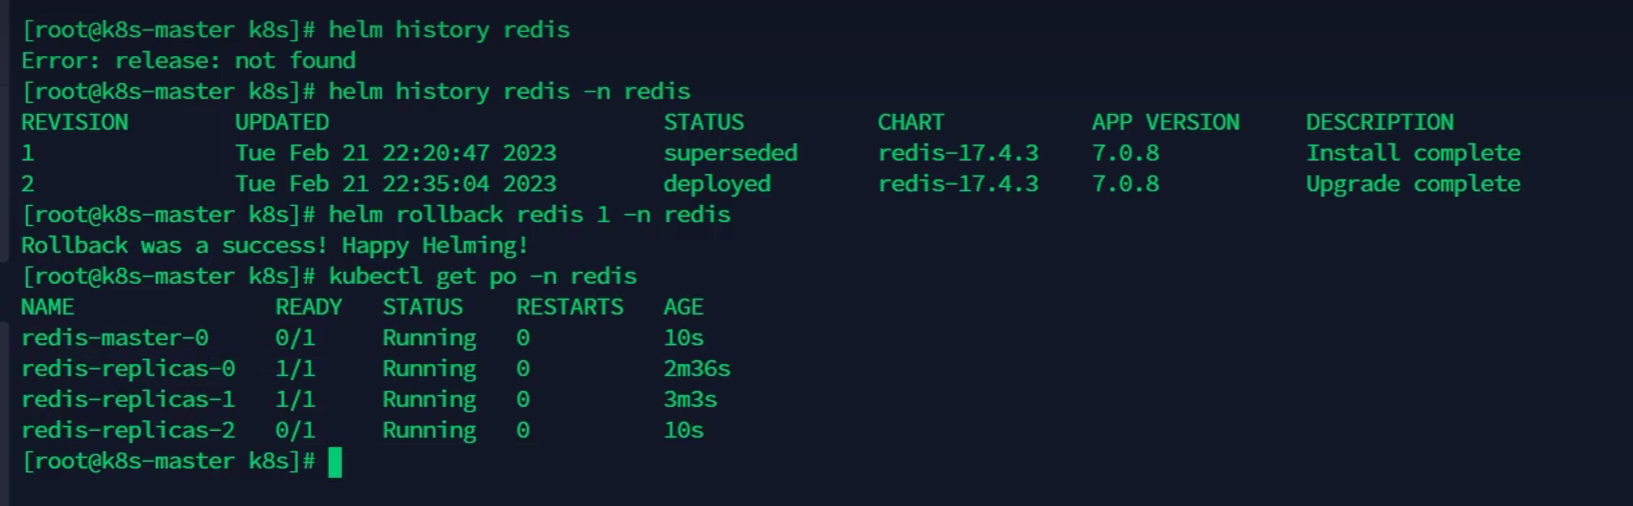 [root@k8s-master k8s]# helm history redis
Error: release: not found
[root@k8s-master k8s]# helm history redis -n redis
REVISION        UPDATED                         STATUS          CHART           APP VERSION     DESCRIPTION
1               Tue Feb 21 22:20:47 2023        superseded      redis-17.4.3    7.0.8           Install complete
2               Tue Feb 21 22:35:04 2023        deployed        redis-17.4.3    7.0.8           Upgrade complete
[root@k8s-master k8s]# helm rollback redis 1 -n redis
Rollback was a success! Happy Helming!
[root@k8s-master k8s]# kubectl get po -n redis
NAME               READY   STATUS    RESTARTS   AGE
redis-master-0     0/1     Running   0          10s
redis-replicas-0   1/1     Running   0          2m36s
redis-replicas-1   1/1     Running   0          3m3s
redis-replicas-2   0/1     Running   0          10s
[root@k8s-master k8s]#